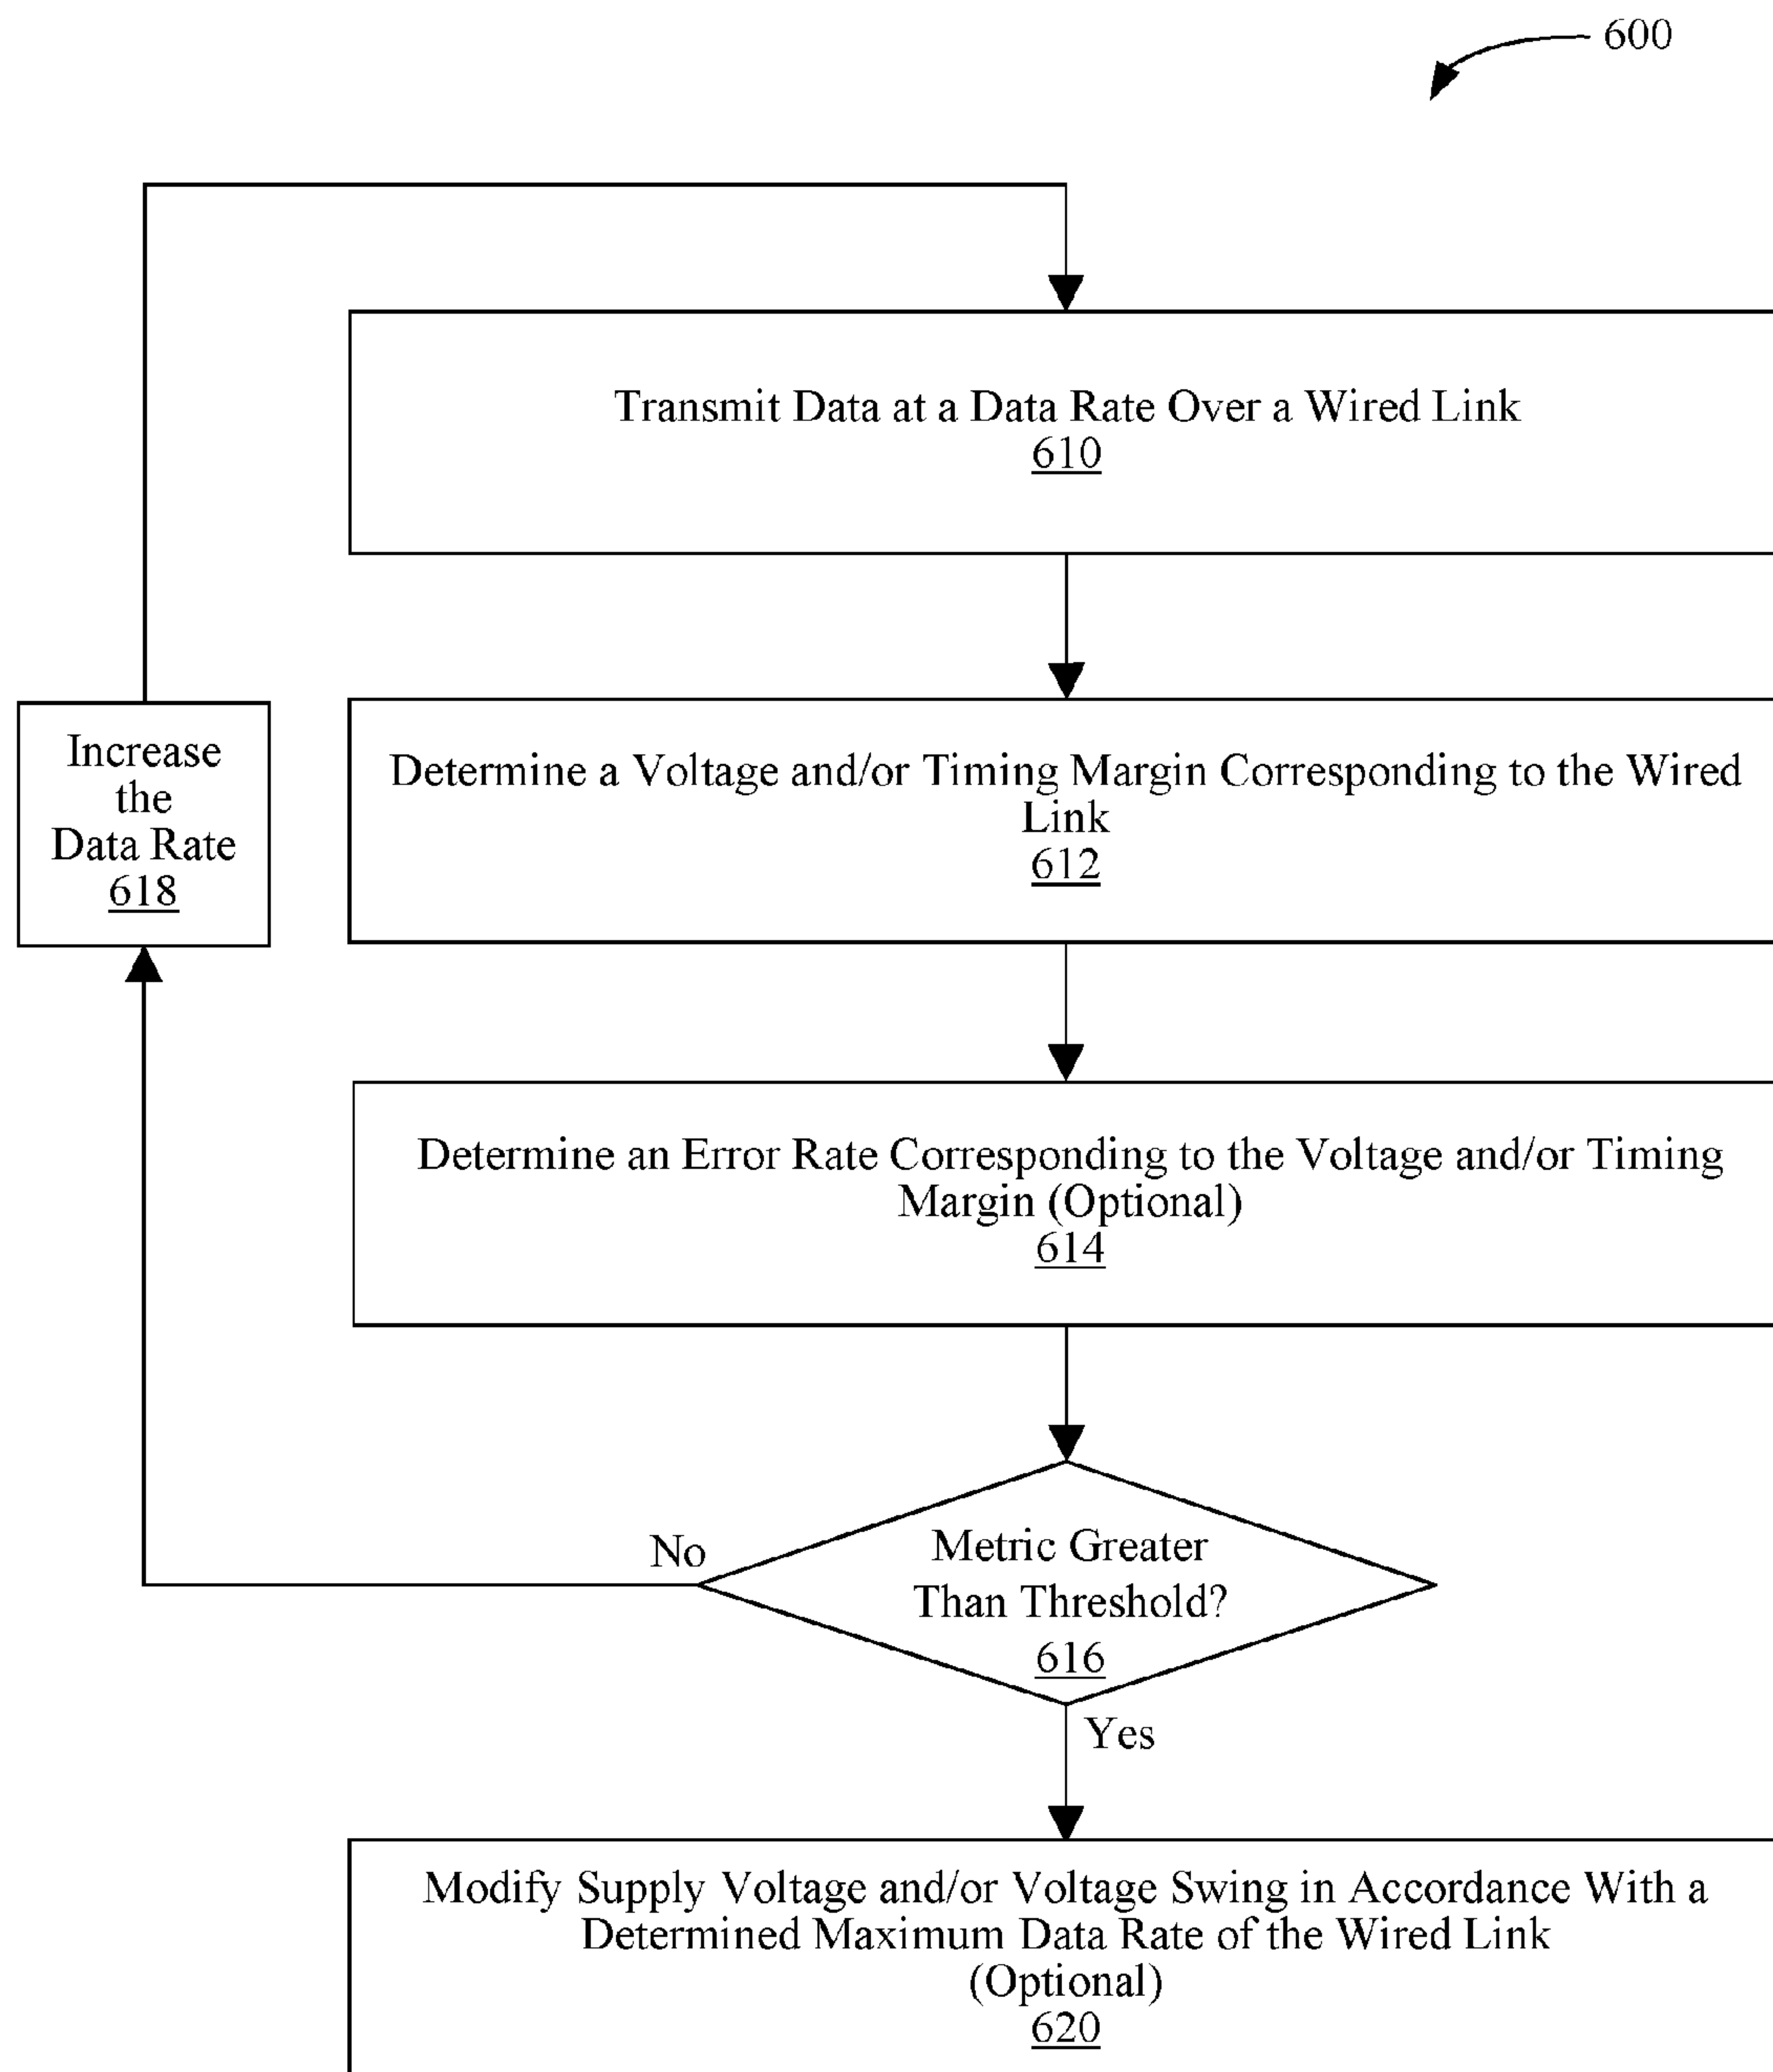 600
Transmit Data at a Data Rate Over a Wired Link
610
Increase
the
Data Rate
618
Determine a Voltage and/or Timing Margin Corresponding to the Wired
Link
612
Determine an Error Rate Corresponding to the Voltage and/or Timing
Margin (Optional)
614
No
Metric Greater
Than Threshold?
616
Yes
Modify Supply Voltage and/or Voltage Swing in Accordance With a
Determined Maximum Data Rate of the Wired Link
(Optional)
620